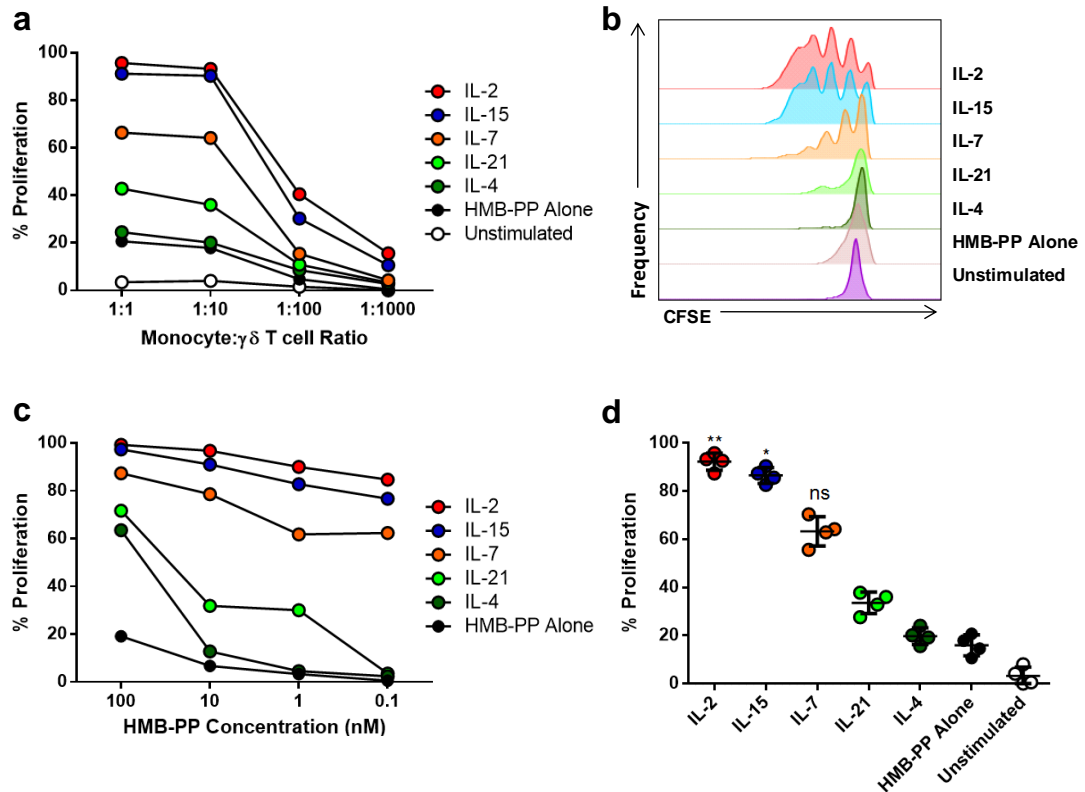 a
100
80
60
40
20
0
% Proliferation
1:1
1:10
1:100
1:1000
Monocyte:γδ T cell Ratio
IL-2
IL-15
IL-7
IL-21
IL-4
HMB-PP Alone
Unstimulated
b
Frequency
CFSE
IL-2
IL-15
IL-7
IL-21
IL-4
HMB-PP Alone
Unstimulated
c
100
80
60
40
20
0
% Proliferation
100
10
1
0.1
HMB-PP Concentration (nM)
IL-2
IL-15
IL-7
IL-21
IL-4
HMB-PP Alone
d
100
80
60
40
20
0
% Proliferation
**
*
ns
IL-2
IL-15
IL-7
IL-21
IL-4
HMB-PP Alone
Unstimulated